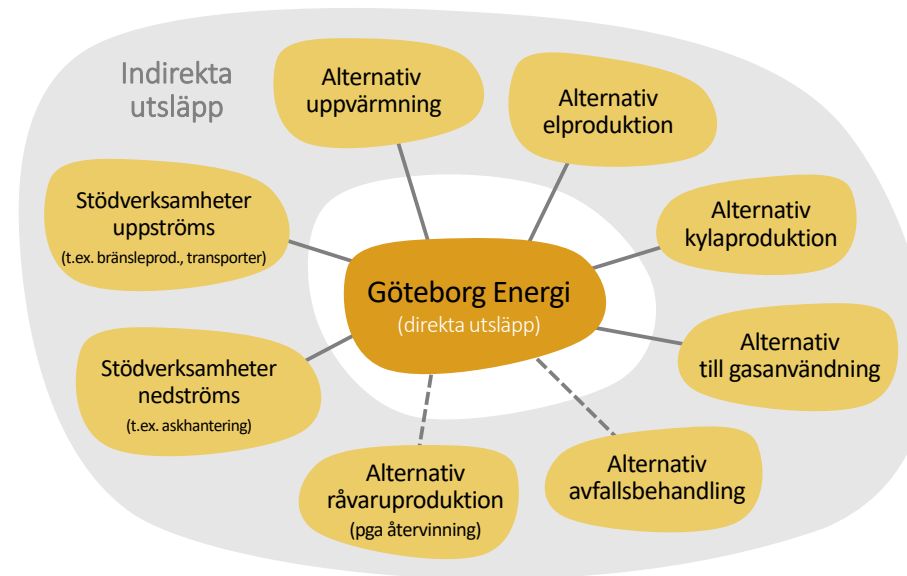 Indirekta
utsläpp
Alternativ
uppvärmning
Alternativ
elproduktion
Stödverksamheter
uppströms
(t.ex. bränsleprod., transporter)
Alternativ
kylaproduktion
Göteborg Energi
(direkta utsläpp)
Alternativ
till gasanvändning
Stödverksamheter
nedströms
(t.ex. askhantering)
Alternativ
råvaruproduktion
(pga återvinning)
Alternativ
avfallsbehandling